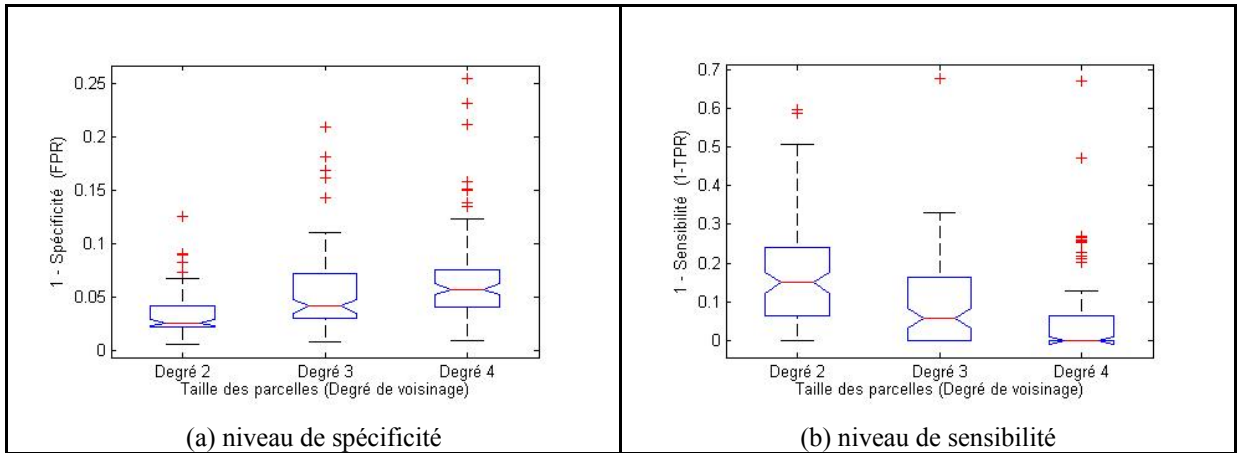 0.25
0.2
0.15
0.1
0.05
0
1 - Spécificité (FPR)
Degré 2 Degré 3 Degré 4
Taille des parcelles (Degré de voisinage)
(a) niveau de spécificité
0.7
0.6
0.5
0.4
0.3
0.2
0.1
0
1 - Sensibilité (1-TPR)
Degré 2 Degré 3 Degré 4
Taille des parcelles (Degré de voisinage)
(b) niveau de sensibilité